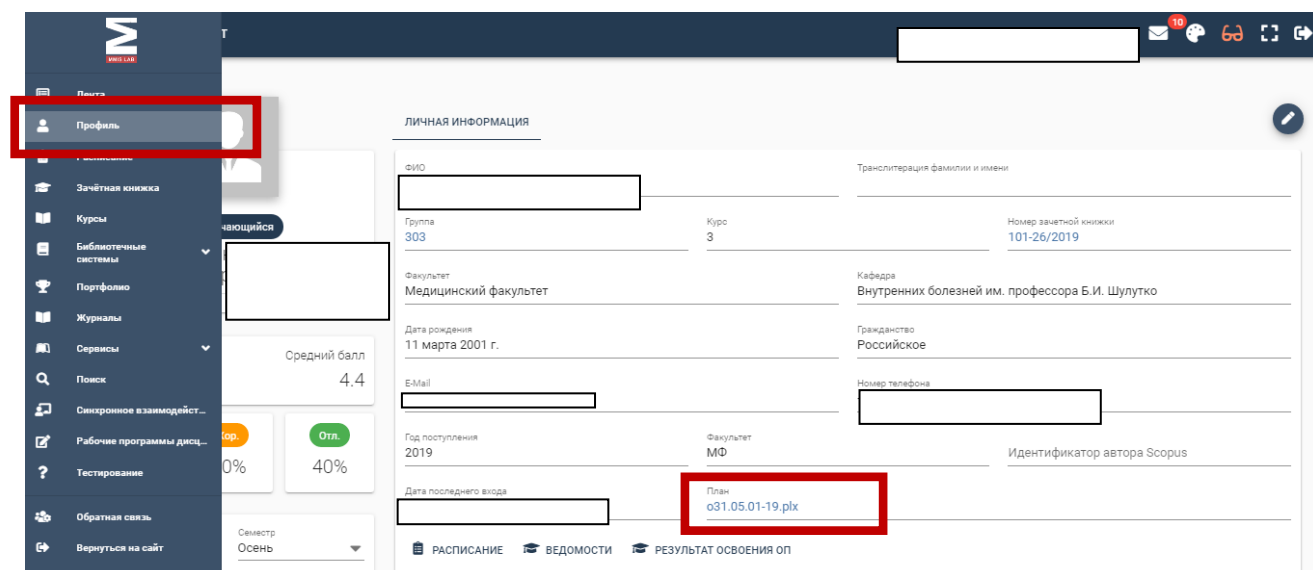 MMIS LAB
Т
10
Лента
Профиль
Расписание
Зачётная книжка
Курсы
Библиотечные
системы
Портфолио
Журналы
Сервисы
Поиск
Синхронное взаимодейст...
Рабочие программы дисц...
Тестирование
Обратная связь
Вернуться на сайт
чающийся
Средний балл
4.4
Хор.
Отл.
0%
40%
Семестр
Осень
ЛИЧНАЯ ИНФОРМАЦИЯ
ФИО
Транслитерация фамилии и имени
Группа
Курс
Номер зачетной книжки
303
3
101-26/2019
Факультет
Кафедра
Медицинский факультет
Внутренних болезней им. профессора Б.И. Шулутко
Дата рождения
Гражданство
11 марта 2001 г.
Российское
E-Mail
Номер телефона
Год поступления
Факультет
2019
МФ
Идентификатор автора Scopus
Дата последнего входа
План
о31.05.01-19.plx
РАСПИСАНИЕ
ВЕДОМОСТИ
РЕЗУЛЬТАТ ОСВОЕНИЯ ОП